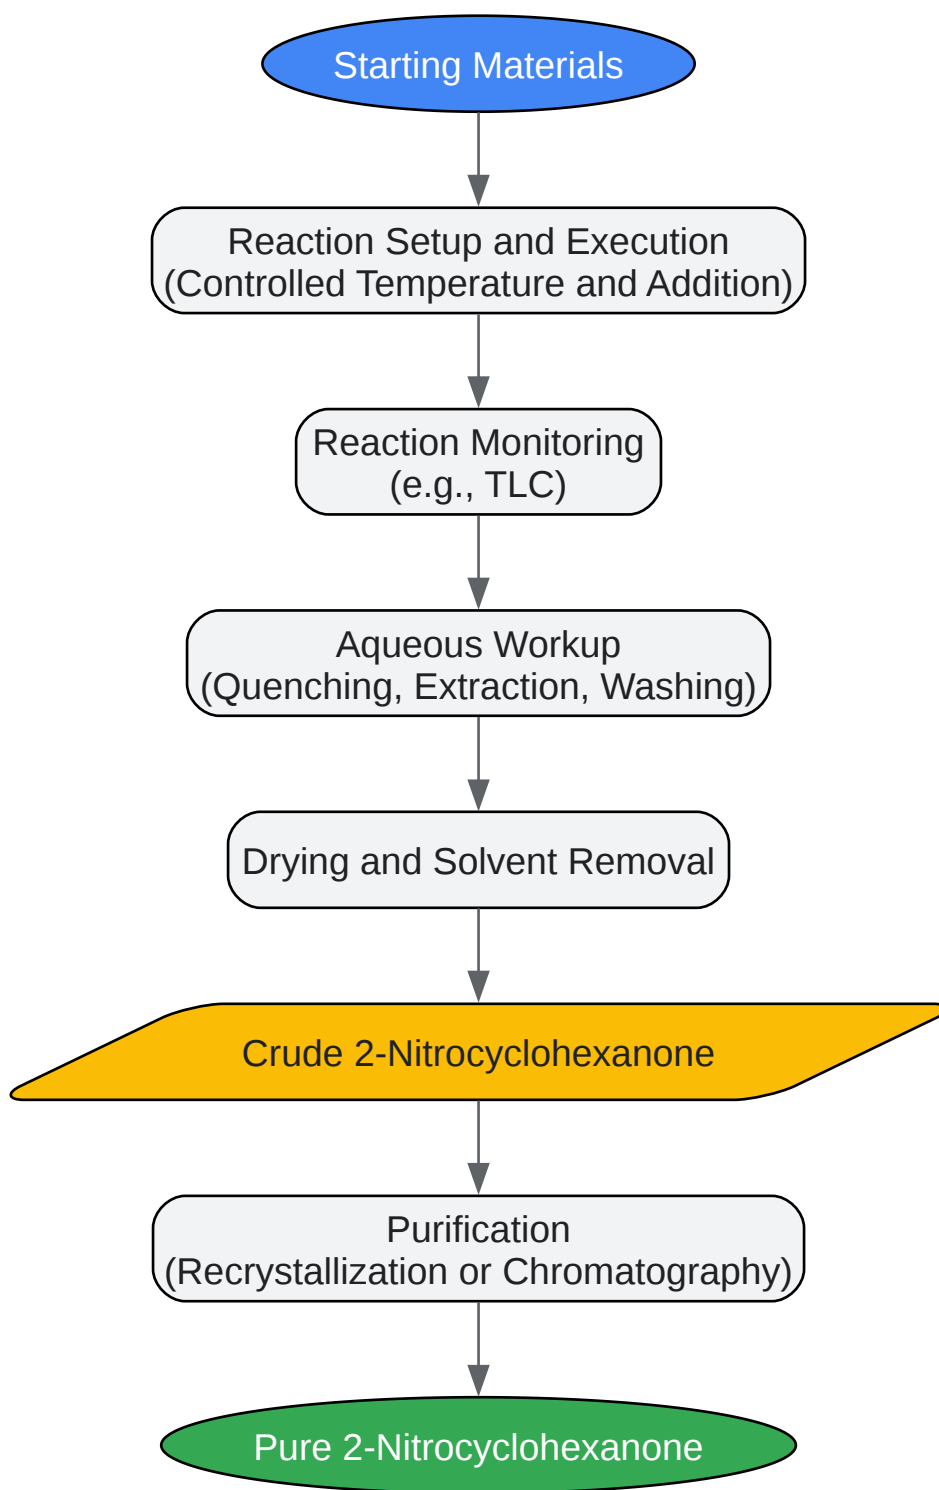 Starting Materials
Reaction Setup and Execution
(Controlled Temperature and Addition)
Reaction Monitoring
(e.g., TLC)
Aqueous Workup
(Quenching, Extraction, Washing)
Drying and Solvent Removal
Crude 2-Nitrocyclohexanone
Purification
(Recrystallization or Chromatography)
Pure 2-Nitrocyclohexanone